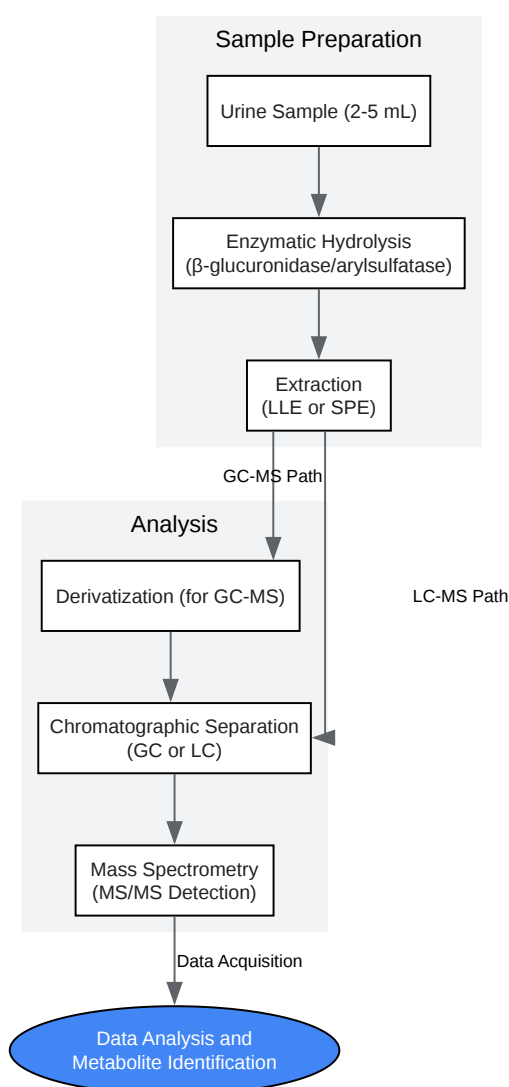 Sample Preparation
Urine Sample (2-5 mL)
Enzymatic Hydrolysis
(β-glucuronidase/arylsulfatase)
Extraction
(LLE or SPE)
GC-MS Path
Analysis
Derivatization (for GC-MS)
LC-MS Path
Chromatographic Separation
(GC or LC)
Mass Spectrometry
(MS/MS Detection)
Data Acquisition
Data Analysis and
Metabolite Identification